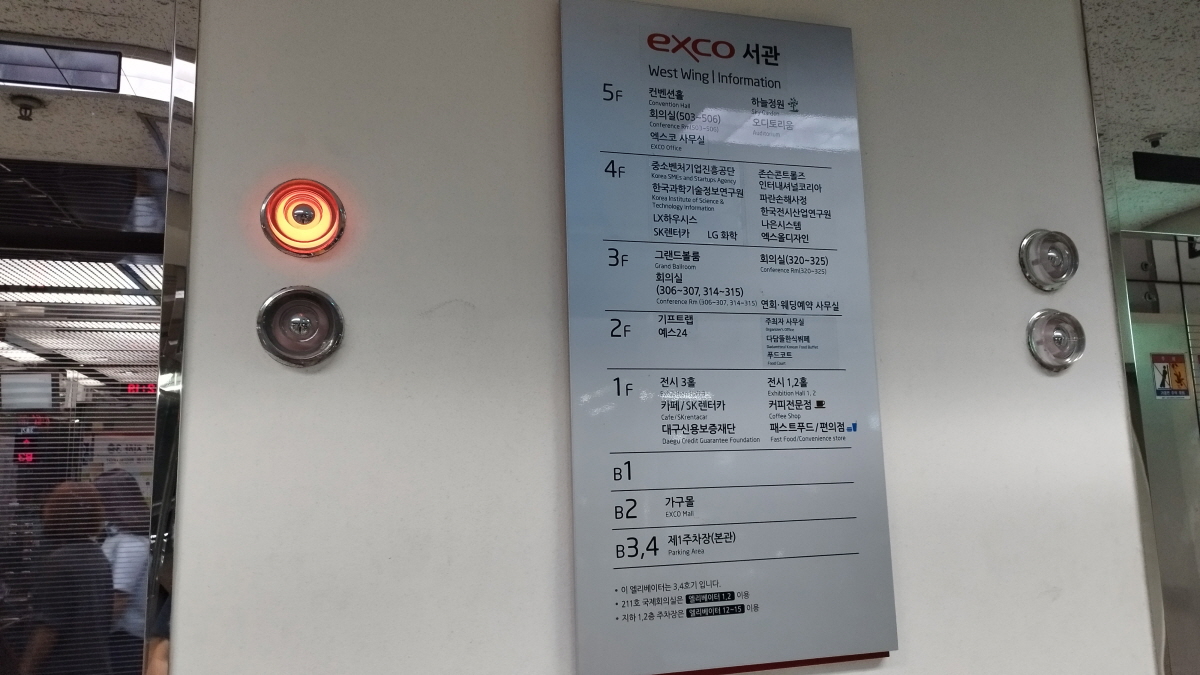 exco 서관
West Wing | Information
5F
컨벤션홀
Convention Hall
회의실(503~506)
Conference Rm(503~506)
엑스코 사무실
EXCO Office
하늘정원
Sky Garden
오디토리움
Auditorium
4F
중소벤처기업진흥공단
Korea SMEs and Startups Agency
한국과학기술정보연구원
Korea Institute of Science &
Technology Information
LX하우시스
SK렌터카 LG 화학
존슨콘트롤즈
인터내셔널코리아
파란손해사정
한국전시산업연구원
나은시스템
엑스올디자인
3F
그랜드볼룸
Grand Ballroom
회의실
(306~307, 314~315)
Conference Rm (306~307, 314~315)
회의실(320~325)
Conference Rm(320~325)
연회·웨딩예약 사무실
2F
기프트랩
예스24
주최자 사무실
Organizer's Office
다담뜰한식뷔페
푸드코트
Food Court
1F
전시 3홀
카페/SK렌터카
Cafe/SKrentacar
대구신용보증재단
Daegu Credit Guarantee Foundation
전시 1,2홀
Exhibition Hall 1, 2
커피전문점
Coffee Shop
패스트푸드/편의점
Fast Food/Convenience store
B1
B2
가구몰
EXCO Mall
B3,4
제1주차장(본관)
Parking Area
• 이 엘리베이터는 3,4호기 입니다.
• 211호 국제회의실은 엘리베이터 1,2 이용
• 지하 1,2층 주차장은 엘리베이터 12~15 이용
B3